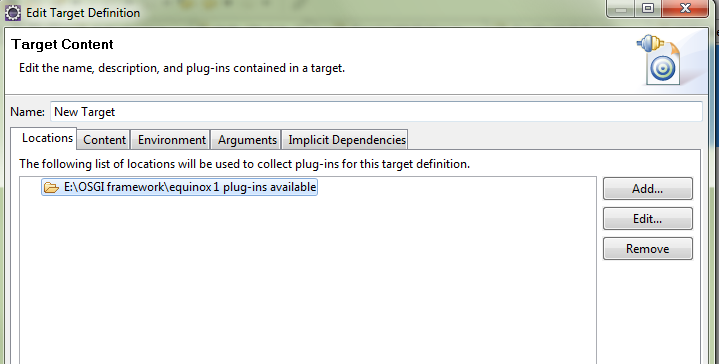 Edit Target Definition
Target Content
Edit the name, description, and plug-ins contained in a target.
Name: New Target
Locations Content Environment Arguments Implicit Dependencies
The following list of locations will be used to collect plug-ins for this target definition.
E:\OSGI framework\equinox 1 plug-ins available
Add...
Edit...
Remove